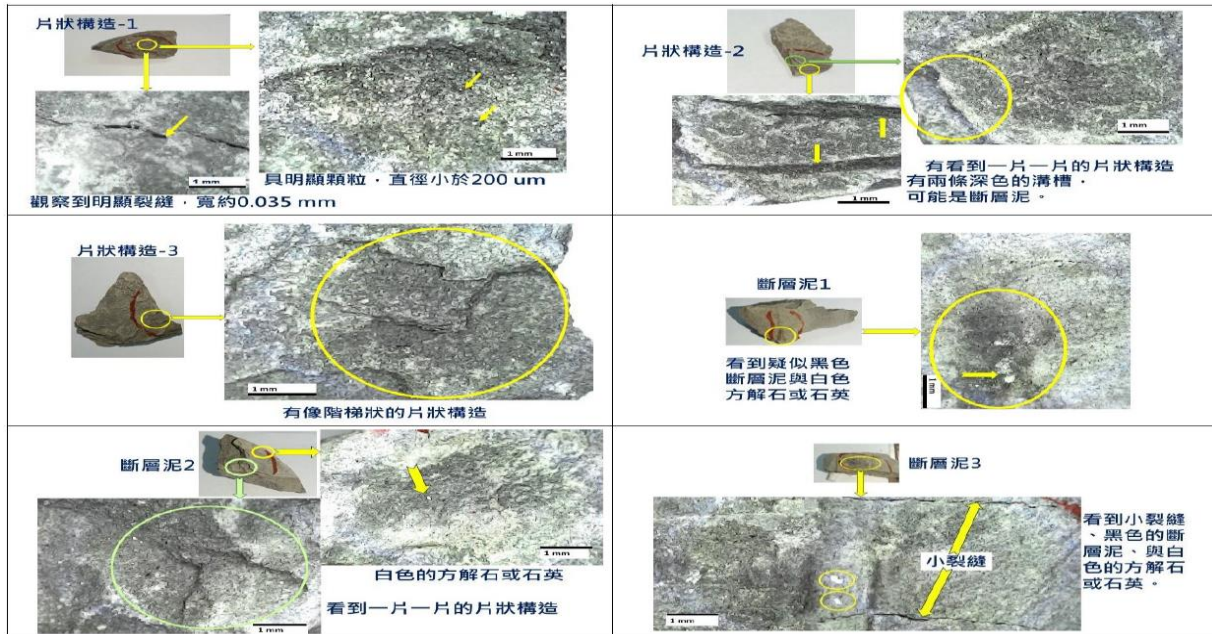 片狀構造-1
1 mm
1 mm
具明顯顆粒，直徑小於200 um
觀察到明顯裂縫，寬約0.035 mm
片狀構造-2
1 mm
1 mm
有看到一片一片的片狀構造
有兩條深色的溝槽，
可能是斷層泥。
片狀構造-3
1 mm
有像階梯狀的片狀構造
斷層泥1
看到疑似黑色
斷層泥與白色
方解石或石英
1 mm
斷層泥2
1 mm
白色的方解石或石英
看到一片一片的片狀構造
1 mm
斷層泥3
小裂縫
1 mm
看到小裂縫
、黑色的斷
層泥、與白
色的方解石
或石英。